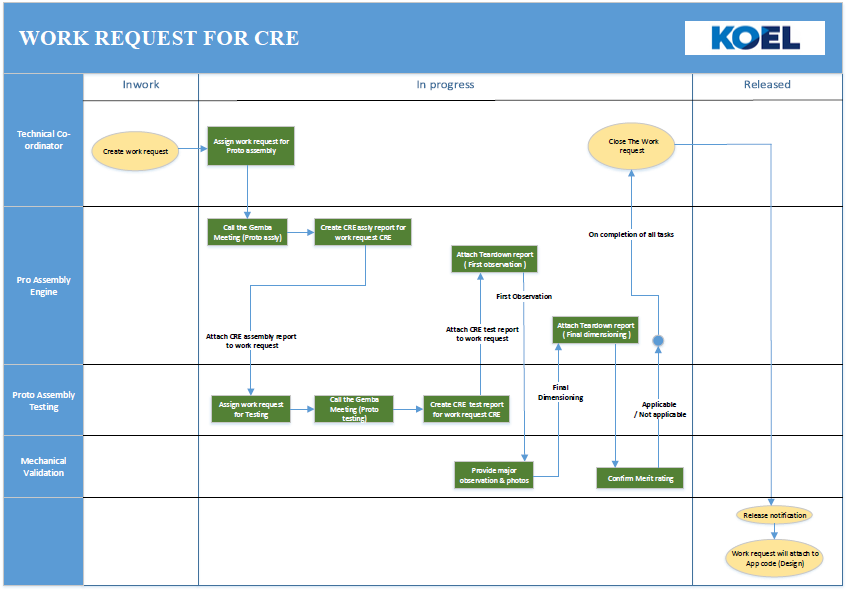 WORK REQUEST FOR CRE
KOEL
Inwork
In progress
Released
Technical Co-
ordinator
Create work request
Assign work request for
Proto assembly
Close The Work
request
Pro Assembly
Engine
Call the Gemba
Meeting (Proto assly)
Create CRE assly report for
work request CRE
On completion of all tasks
Attach Teardown report
( First observation )
First Observation
Attach CRE assembly report
to work request
Attach CRE test report
to work request
Attach Teardown report
( Final dimensioning )
Proto Assembly
Testing
Assign work request
for Testing
Call the Gemba
Meeting (Proto
testing)
Create CRE test report
for work request CRE
Final
Dimensioning
Applicable
/ Not applicable
Mechanical
Validation
Provide major
observation & photos
Confirm Merit rating
Release notification
Work request will attach to
App code (Design)